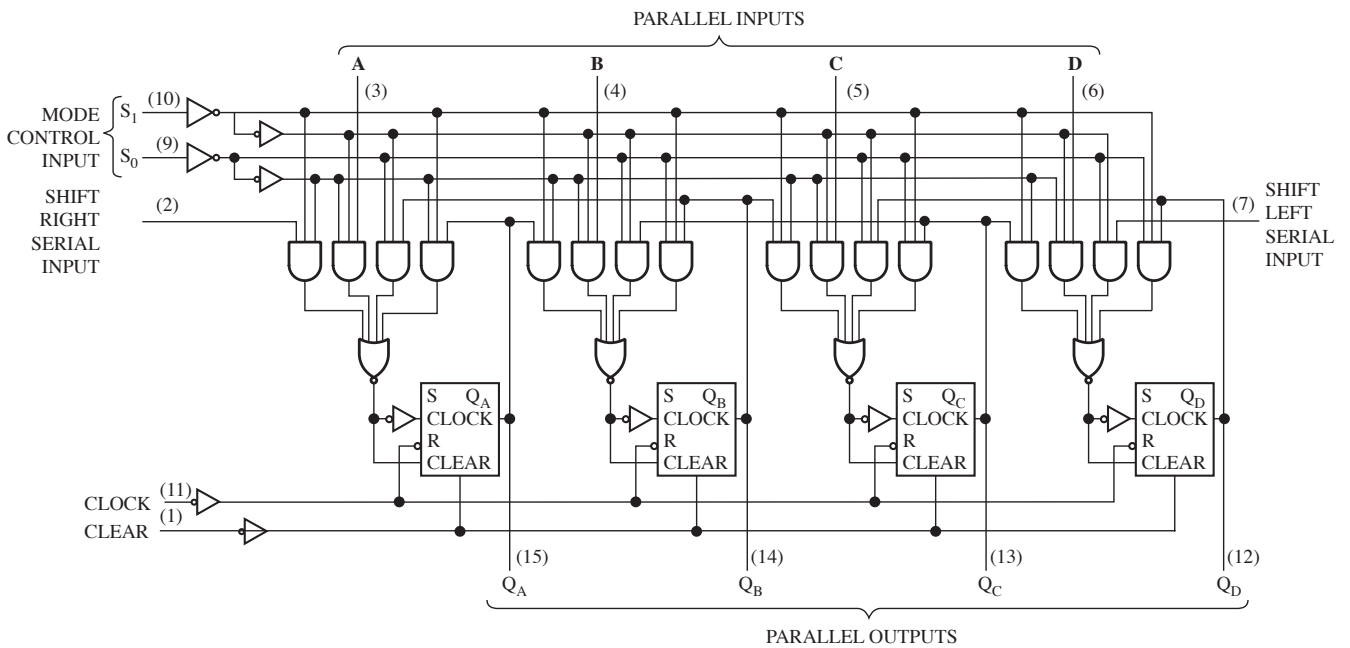 PARALLEL INPUTS
A B C D
(3) (4) (5) (6)
MODE
CONTROL
INPUT
S1 (10)
S0 (9)
SHIFT
RIGHT
SERIAL
INPUT
(2)
(7)
SHIFT
LEFT
SERIAL
INPUT
S QA
CLOCK
R
CLEAR
S QB
CLOCK
R
CLEAR
S QC
CLOCK
R
CLEAR
S QD
CLOCK
R
CLEAR
CLOCK (11)
CLEAR (1)
(15) (14) (13) (12)
QA QB QC QD
PARALLEL OUTPUTS